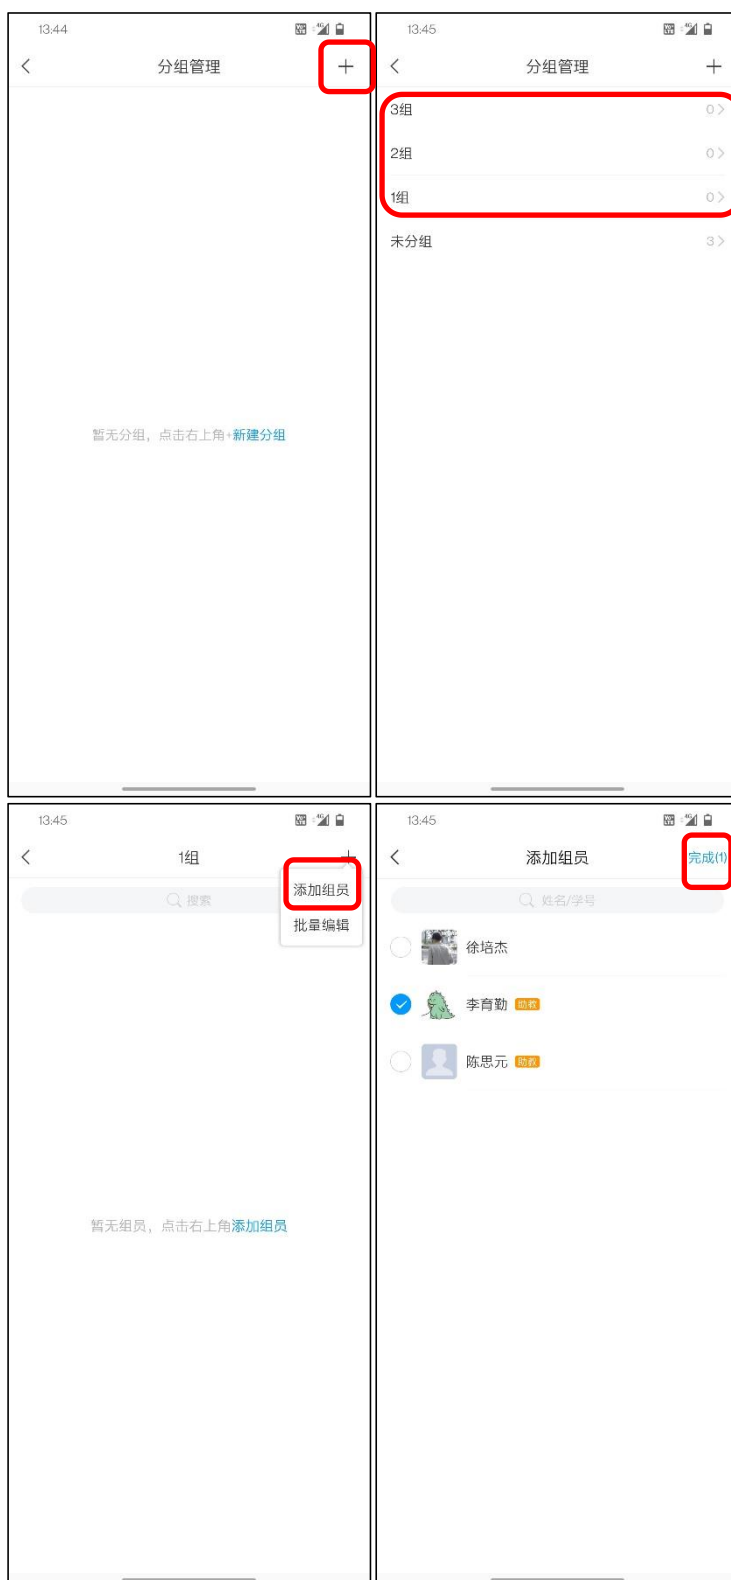 13:44
分组管理
暂无分组，点击右上角+新建分组
13:45
分组管理
3组 0
2组 0
1组 0
未分组 3
13:45
1组
搜索
添加组员
批量编辑
暂无组员，点击右上角添加组员
13:45
添加组员 完成(1)
姓名/学号
徐培杰
李育勤 助教
陈思元 助教